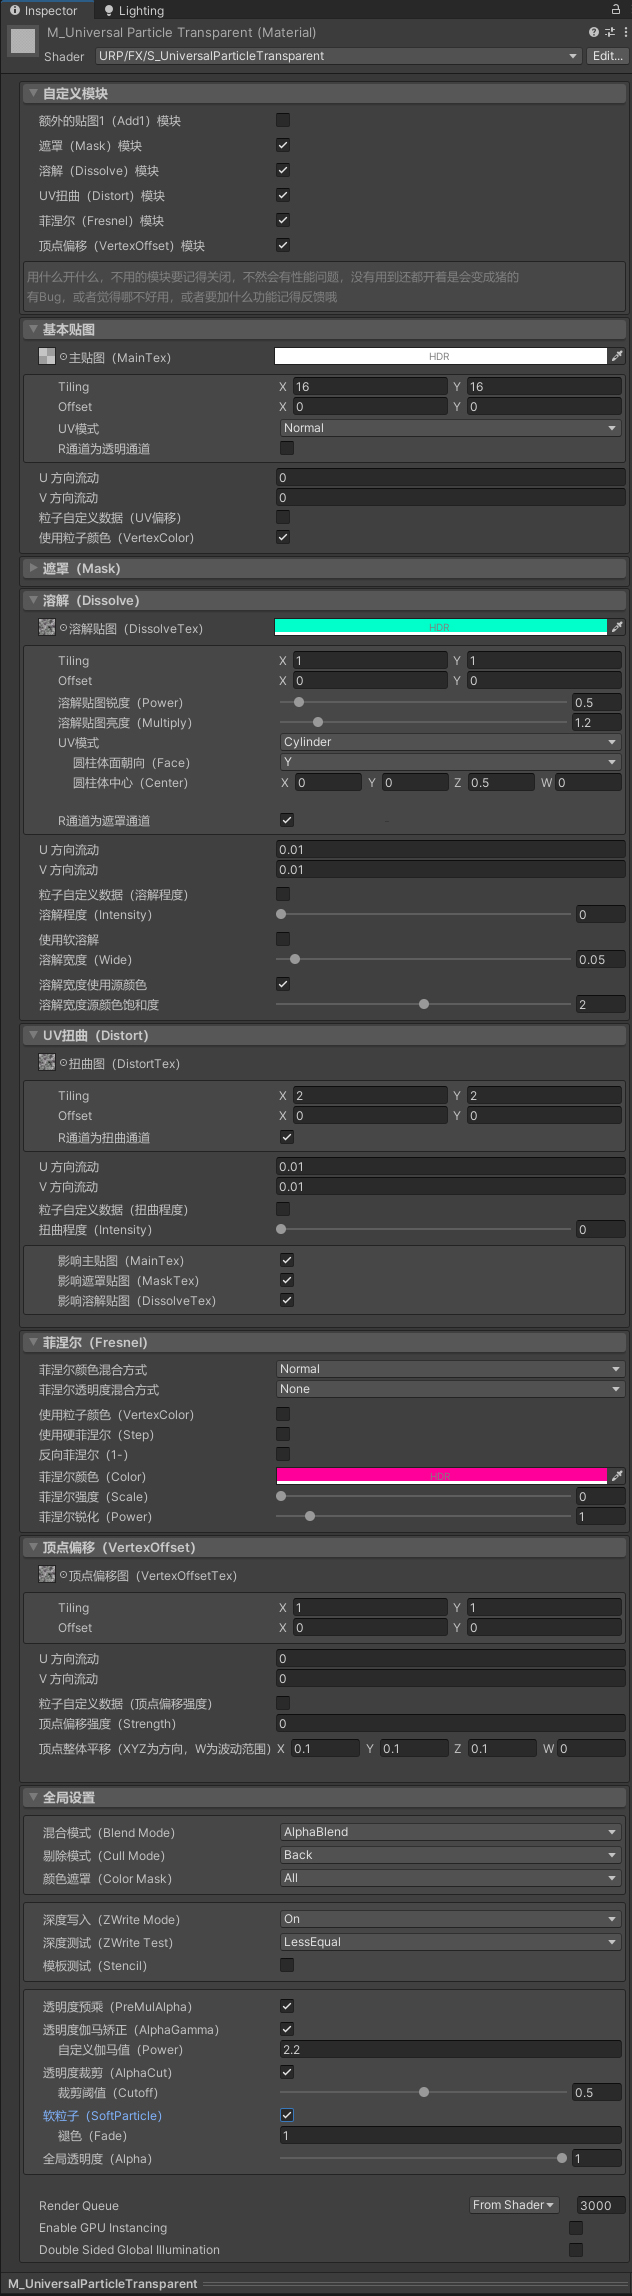 Inspector Lighting
M_Universal Particle Transparent (Material)
Shader URP/FX/S_UniversalParticleTransparent Edit...
自定义模块
额外的贴图1（Add1）模块
遮罩（Mask）模块
溶解（Dissolve）模块
UV扭曲（Distort）模块
菲涅尔（Fresnel）模块
顶点偏移（VertexOffset）模块
用什么开什么，不用的模块要记得关闭，不然会有性能问题，没有用到还都开着是会变成猪的
有Bug，或者觉得哪不好用，或者要加什么功能记得反馈哦
基本贴图
主贴图（MainTex） HDR
Tiling X 16 Y 16
Offset X 0 Y 0
UV模式 Normal
R通道为透明通道
U 方向流动 0
V 方向流动 0
粒子自定义数据（UV偏移）
使用粒子颜色（VertexColor）
遮罩（Mask）
溶解（Dissolve）
溶解贴图（DissolveTex） HDR
Tiling X 1 Y 1
Offset X 0 Y 0
溶解贴图锐度（Power） 0.5
溶解贴图亮度（Multiply） 1.2
UV模式 Cylinder
圆柱体面朝向（Face） Y
圆柱体中心（Center） X 0 Y 0 Z 0.5 W 0
R通道为遮罩通道
U 方向流动 0.01
V 方向流动 0.01
粒子自定义数据（溶解程度）
溶解程度（Intensity） 0
使用软溶解
溶解宽度（Wide） 0.05
溶解宽度使用源颜色
溶解宽度源颜色饱和度 2
UV扭曲（Distort）
扭曲图（DistortTex）
Tiling X 2 Y 2
Offset X 0 Y 0
R通道为扭曲通道
U 方向流动 0.01
V 方向流动 0.01
粒子自定义数据（扭曲程度）
扭曲程度（Intensity） 0
影响主贴图（MainTex）
影响遮罩贴图（MaskTex）
影响溶解贴图（DissolveTex）
菲涅尔（Fresnel）
菲涅尔颜色混合方式 Normal
菲涅尔透明度混合方式 None
使用粒子颜色（VertexColor）
使用硬菲涅尔（Step）
反向菲涅尔（1-）
菲涅尔颜色（Color） HDR
菲涅尔强度（Scale） 0
菲涅尔锐化（Power） 1
顶点偏移（VertexOffset）
顶点偏移图（VertexOffsetTex）
Tiling X 1 Y 1
Offset X 0 Y 0
U 方向流动 0
V 方向流动 0
粒子自定义数据（顶点偏移强度）
顶点偏移强度（Strength） 0
顶点整体平移（XYZ为方向，W为波动范围） X 0.1 Y 0.1 Z 0.1 W 0
全局设置
混合模式（Blend Mode） AlphaBlend
剔除模式（Cull Mode） Back
颜色遮罩（Color Mask） All
深度写入（ZWrite Mode） On
深度测试（ZWrite Test） LessEqual
模板测试（Stencil）
透明度预乘（PreMulAlpha）
透明度伽马矫正（AlphaGamma）
自定义伽马值（Power） 2.2
透明度裁剪（AlphaCut）
裁剪阈值（Cutoff） 0.5
软粒子（SoftParticle）
褪色（Fade） 1
全局透明度（Alpha） 1
Render Queue From Shader 3000
Enable GPU Instancing
Double Sided Global Illumination
M_UniversalParticleTransparent